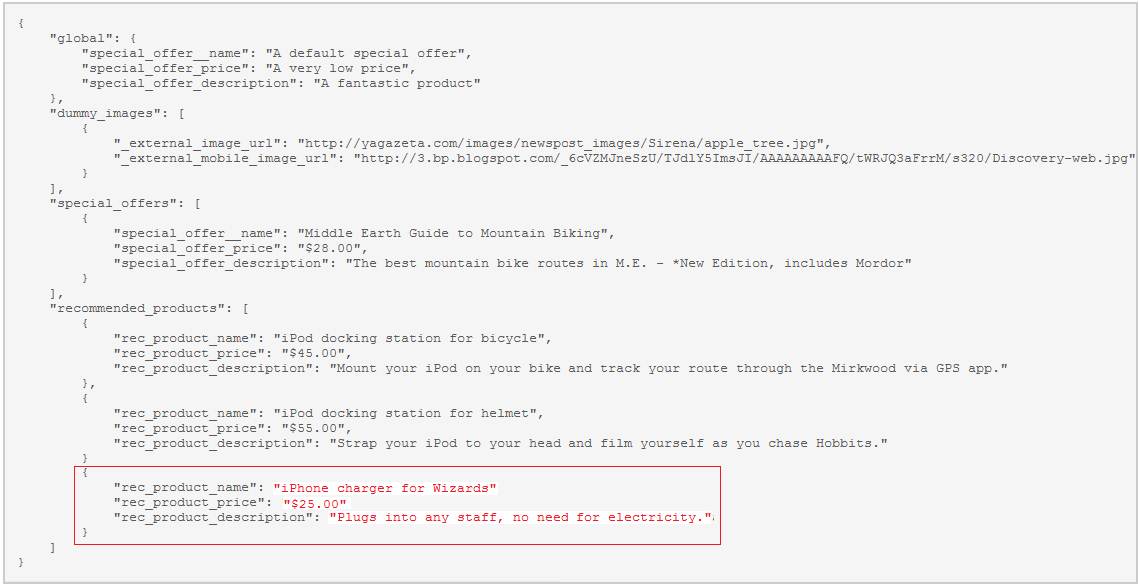 {
    "global": {
        "special_offer__name": "A default special offer",
        "special_offer_price": "A very low price",
        "special_offer_description": "A fantastic product"
    },
    "dummy_images": [
        {
            "_external_image_url": "http://yagazeta.com/images/newspost_images/Sirena/apple_tree.jpg",
            "_external_mobile_image_url": "http://3.bp.blogspot.com/_6cVZMJneSzU/TJdlY5ImsJI/AAAAAAAAAFQ/tWRJQ3aFrrM/s320/Discovery-web.jpg"
        }
    ],
    "special_offers": [
        {
            "special_offer__name": "Middle Earth Guide to Mountain Biking",
            "special_offer_price": "$28.00",
            "special_offer_description": "The best mountain bike routes in M.E. - *New Edition, includes Mordor"
        }
    ],
    "recommended_products": [
        {
            "rec_product_name": "iPod docking station for bicycle",
            "rec_product_price": "$45.00",
            "rec_product_description": "Mount your iPod on your bike and track your route through the Mirkwood via GPS app."
        },
        {
            "rec_product_name": "iPod docking station for helmet",
            "rec_product_price": "$55.00",
            "rec_product_description": "Strap your iPod to your head and film yourself as you chase Hobbits."
        }
        {
            "rec_product_name": "iPhone charger for Wizards"
            "rec_product_price": "$25.00"
            "rec_product_description": "Plugs into any staff, no need for electricity."
        }
    ]
}